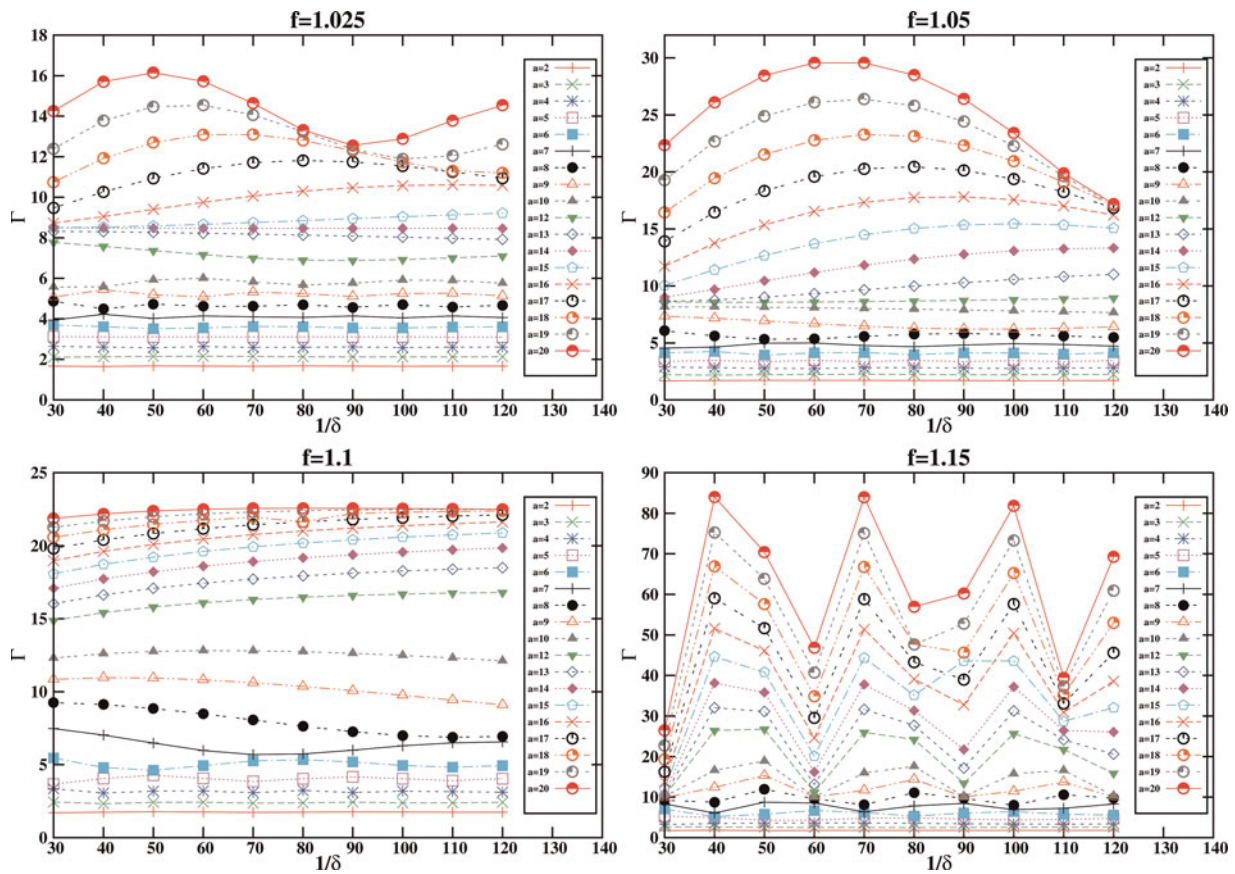 f=1.025
Γ
18
16
14
12
10
8
6
4
2
0
30 40 50 60 70 80 90 100 110 120 130 140
1/δ
a=2
a=3
a=4
a=5
a=6
a=7
a=8
a=9
a=10
a=12
a=13
a=14
a=15
a=16
a=17
a=18
a=19
a=20
f=1.05
Γ
30
25
20
15
10
5
0
30 40 50 60 70 80 90 100 110 120 130 140
1/δ
a=2
a=3
a=4
a=5
a=6
a=7
a=8
a=9
a=10
a=12
a=13
a=14
a=15
a=16
a=17
a=18
a=19
a=20
f=1.1
Γ
25
20
15
10
5
0
30 40 50 60 70 80 90 100 110 120 130 140
1/δ
a=2
a=3
a=4
a=5
a=6
a=7
a=8
a=9
a=10
a=12
a=13
a=14
a=15
a=16
a=17
a=18
a=19
a=20
f=1.15
Γ
90
80
70
60
50
40
30
20
10
0
30 40 50 60 70 80 90 100 110 120 130 140
1/δ
a=2
a=3
a=4
a=5
a=6
a=7
a=8
a=9
a=10
a=12
a=13
a=14
a=15
a=16
a=17
a=18
a=19
a=20